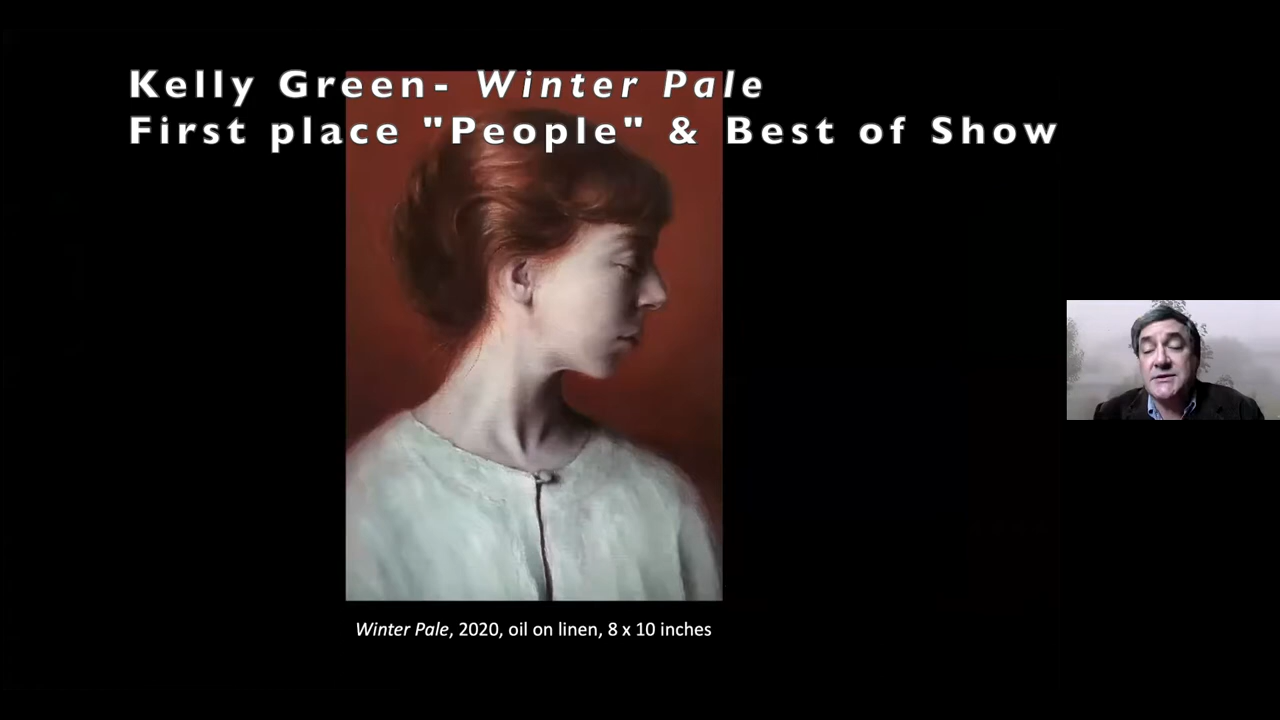 Kelly Green- Winter Pale
First place "People" & Best of Show
Winter Pale, 2020, oil on linen, 8 x 10 inches